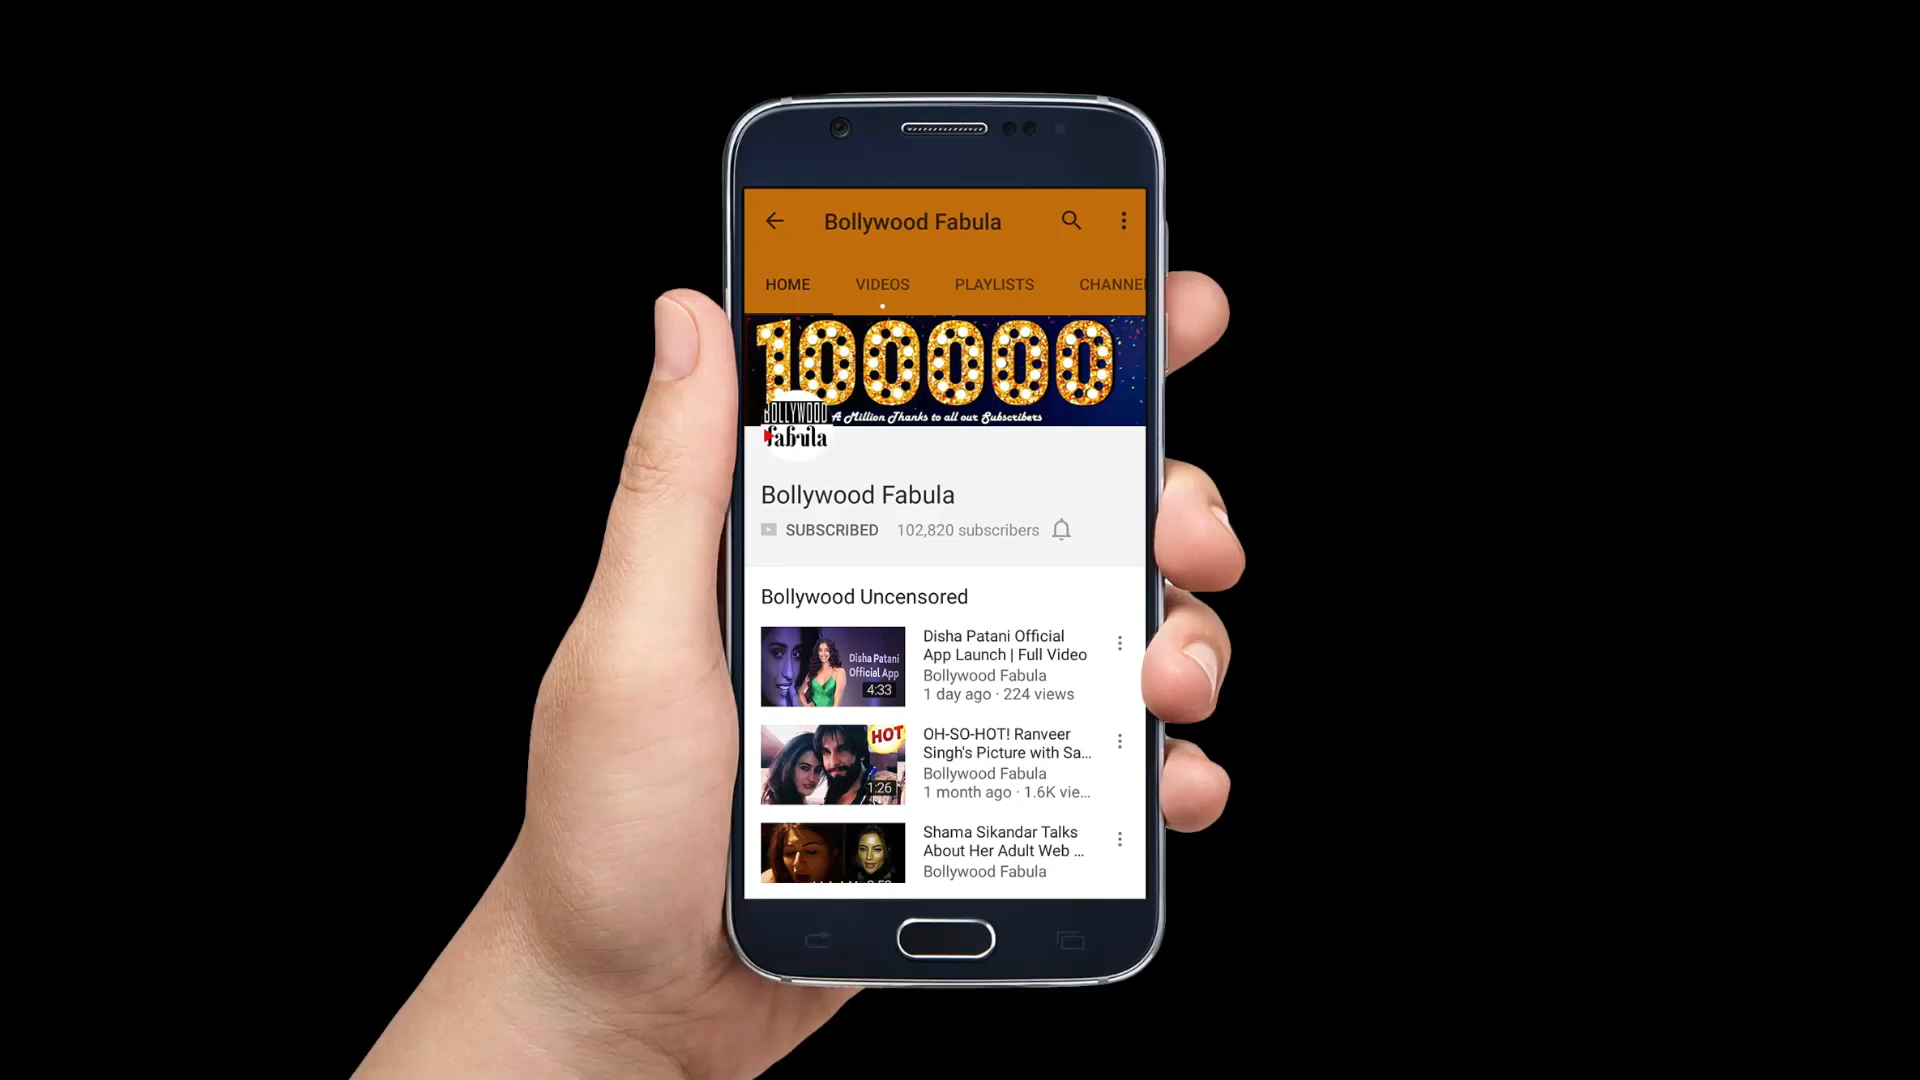 Bollywood Fabula
HOME VIDEOS PLAYLISTS CHANNE
100000
A Million Thanks to all our Subscribers
BOLLYWOOD
fabula
Bollywood Fabula
SUBSCRIBED 102,820 subscribers
Bollywood Uncensored
Disha Patani
Official App
4:33
Disha Patani Official
App Launch | Full Video
Bollywood Fabula
1 day ago · 224 views
HOT
1:26
OH-SO-HOT! Ranveer
Singh's Picture with Sa...
Bollywood Fabula
1 month ago · 1.6K vie...
Shama Sikandar Talks
About Her Adult Web ...
Bollywood Fabula